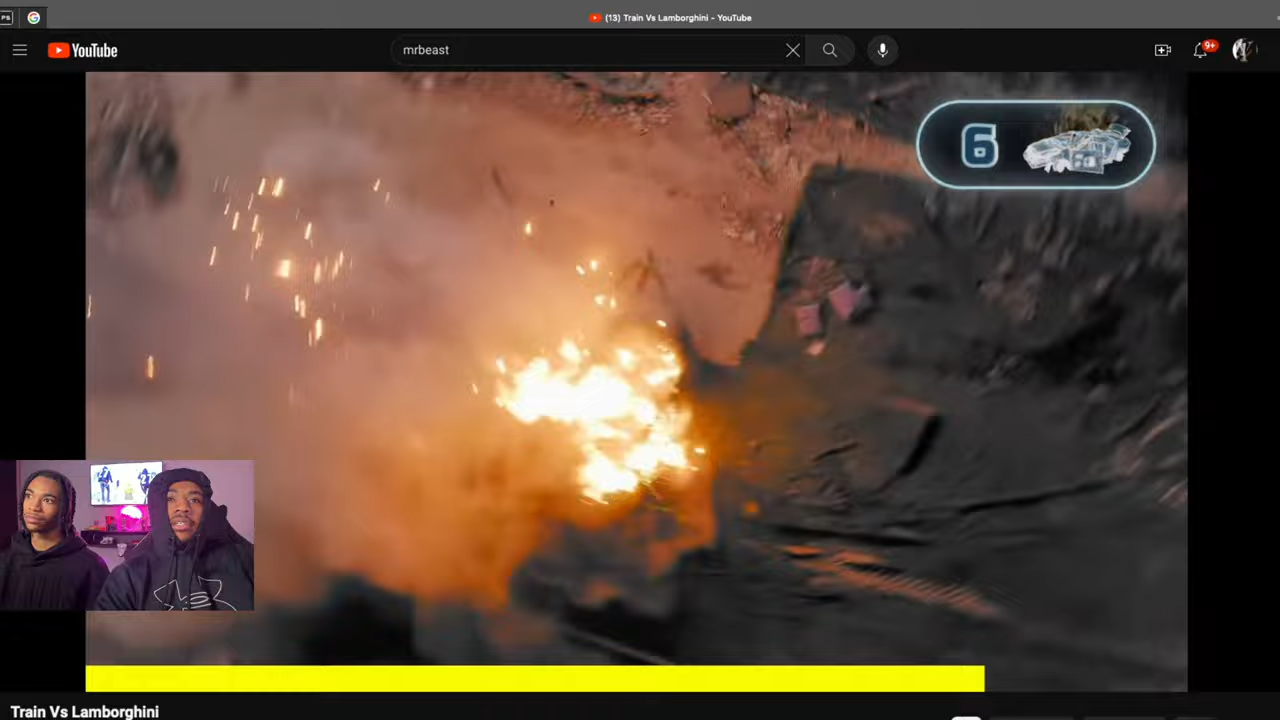 PS
(13) Train Vs Lamborghini - YouTube
YouTube
mrbeast
9+
6
Train Vs Lamborghini